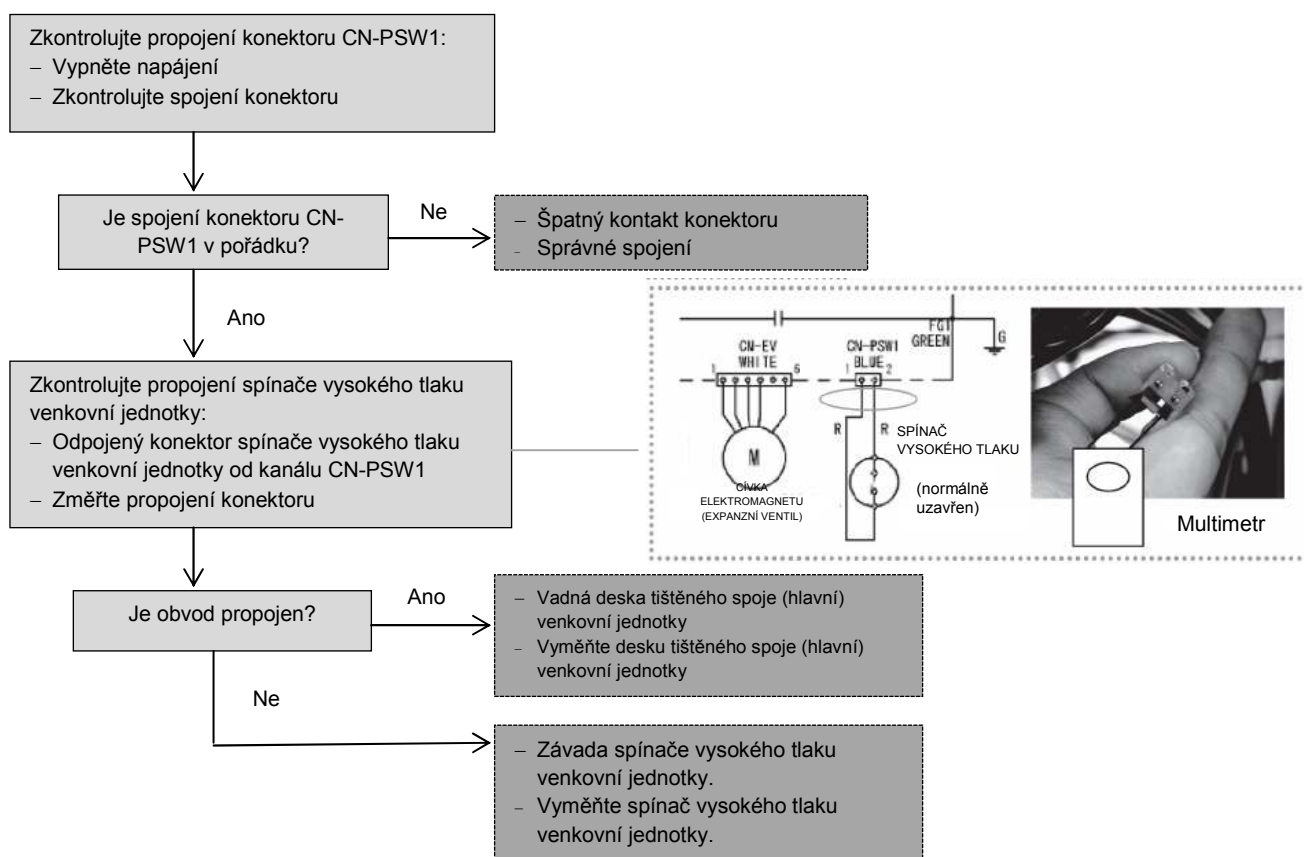 Zkontrolujte propojení konektoru CN-PSW1:
– Vypněte napájení
– Zkontrolujte spojení konektoru
Je spojení konektoru CN-
PSW1 v pořádku?
Ne
– Špatný kontakt konektoru
– Správné spojení
Ano
Zkontrolujte propojení spínače vysokého tlaku
venkovní jednotky:
– Odpojený konektor spínače vysokého tlaku
venkovní jednotky od kanálu CN-PSW1
– Změřte propojení konektoru
FG1
GREEN
G
CN-EV
WHITE
1
6
CN-PSW1
BLUE
1
2
R
R
M
CÍVKA
ELEKTROMAGNETU
(EXPANZNÍ VENTIL)
SPÍNAČ
VYSOKÉHO TLAKU
(normálně
uzavřen)
Multimetr
Je obvod propojen?
Ano
– Vadná deska tištěného spoje (hlavní)
venkovní jednotky
– Vyměňte desku tištěného spoje (hlavní)
venkovní jednotky
Ne
– Závada spínače vysokého tlaku
venkovní jednotky.
– Vyměňte spínač vysokého tlaku
venkovní jednotky.